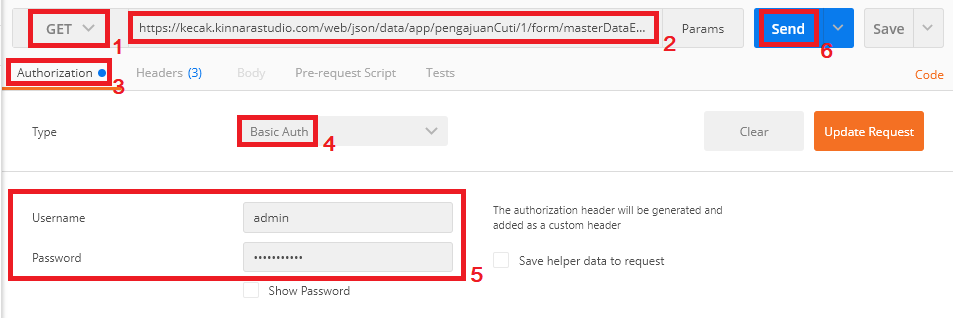 GET https://kecak.kinnarastudio.com/web/json/data/app/pengajuanCuti/1/form/masterDataE... Params Send Save
1 2 6
Authorization Headers (3) Body Pre-request Script Tests Code
3
Type Basic Auth Clear Update Request
4
Username admin
Password •••••••••••
5
Show Password
The authorization header will be generated and
added as a custom header
Save helper data to request